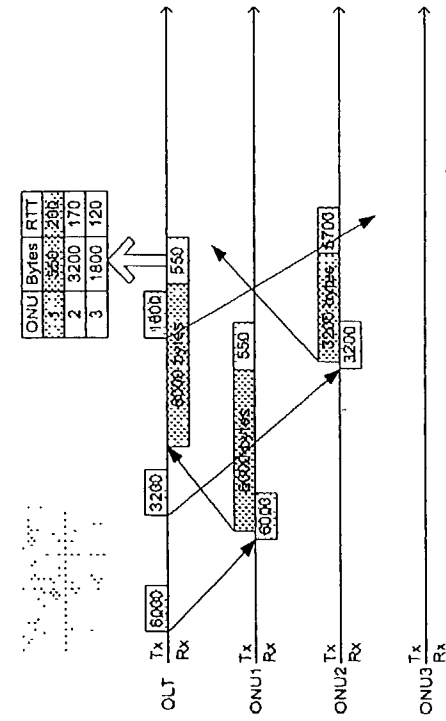 ONU Bytes RTT
1 550 200
2 3200 170
3 1800 120
6000
3200
1800
OLT
Tx
Rx
6000 bytes
550
ONU1
Tx
Rx
6000 bytes
550
6000
ONU2
Tx
Rx
3200 bytes
5700
3200
ONU3
Tx
Rx